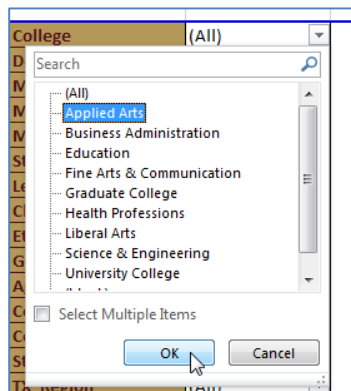 College (All)
Search
(All)
Applied Arts
Business Administration
Education
Fine Arts & Communication
Graduate College
Health Professions
Liberal Arts
Science & Engineering
University College
Select Multiple Items
OK Cancel